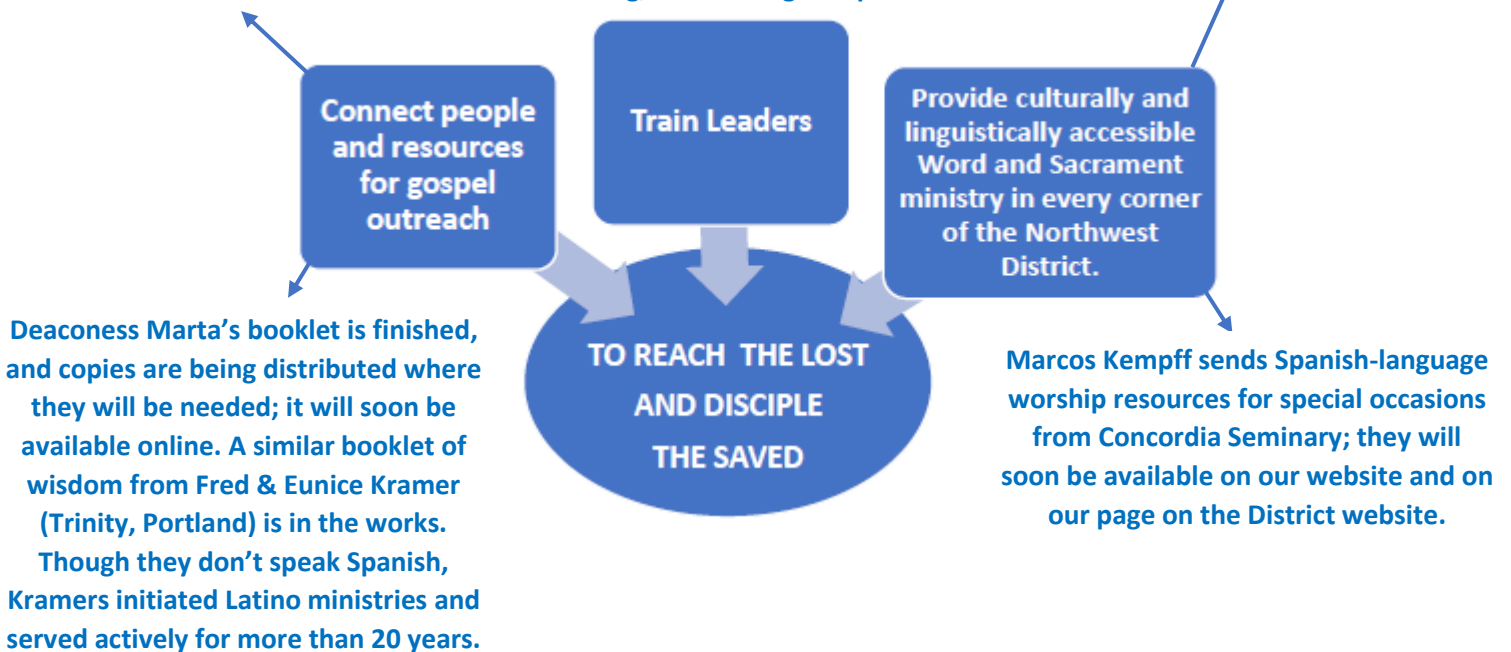 Connect people
and resources
for gospel
outreach
Train Leaders
Provide culturally and
linguistically accessible
Word and Sacrament
ministry in every corner
of the Northwest
District.
TO REACH THE LOST
AND DISCIPLE
THE SAVED
Deaconess Marta’s booklet is finished,
and copies are being distributed where
they will be needed; it will soon be
available online. A similar booklet of
wisdom from Fred & Eunice Kramer
(Trinity, Portland) is in the works.
Though they don’t speak Spanish,
Kramers initiated Latino ministries and
served actively for more than 20 years.
Marcos Kempff sends Spanish-language
worship resources for special occasions
from Concordia Seminary; they will
soon be available on our website and on
our page on the District website.